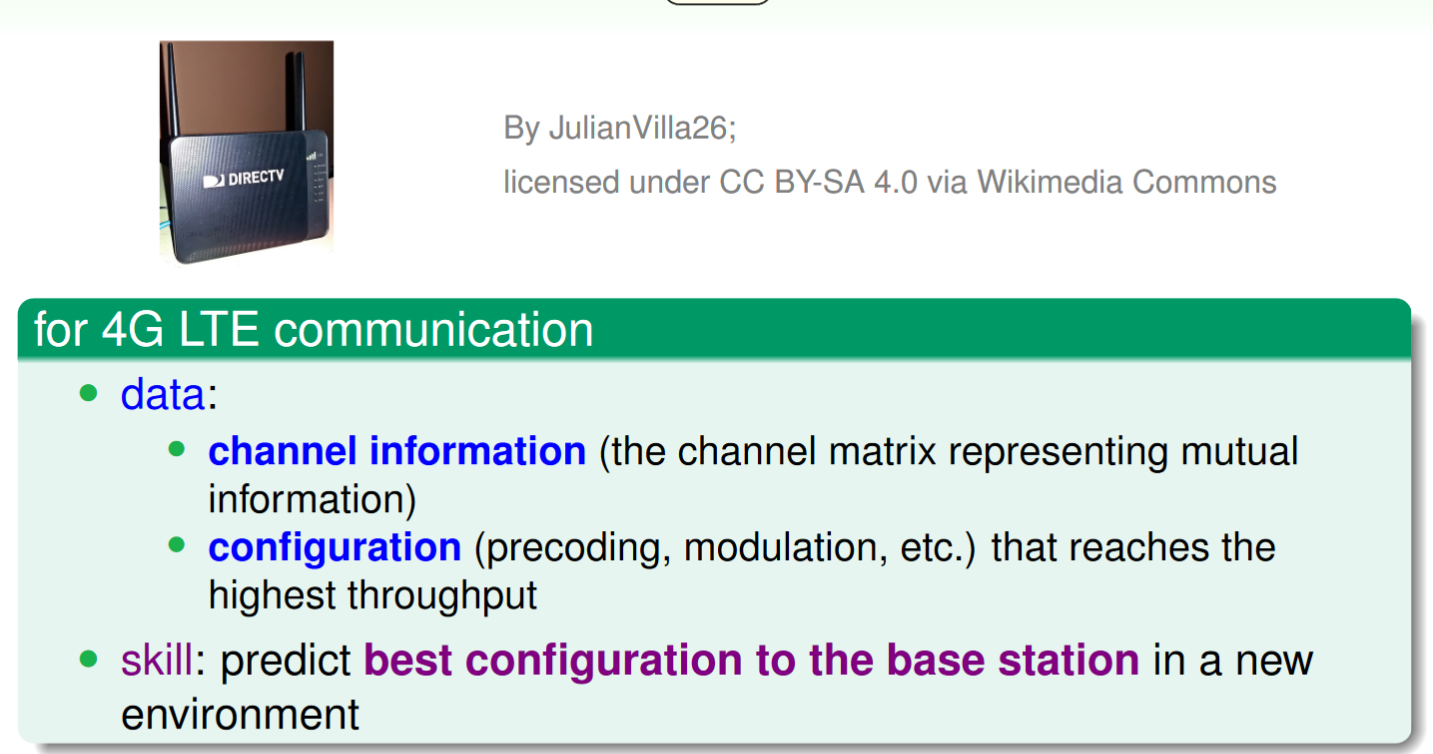 DIRECTV
By JulianVilla26;
licensed under CC BY-SA 4.0 via Wikimedia Commons
for 4G LTE communication
• data:
• channel information (the channel matrix representing mutual
information)
• configuration (precoding, modulation, etc.) that reaches the
highest throughput
• skill: predict best configuration to the base station in a new
environment